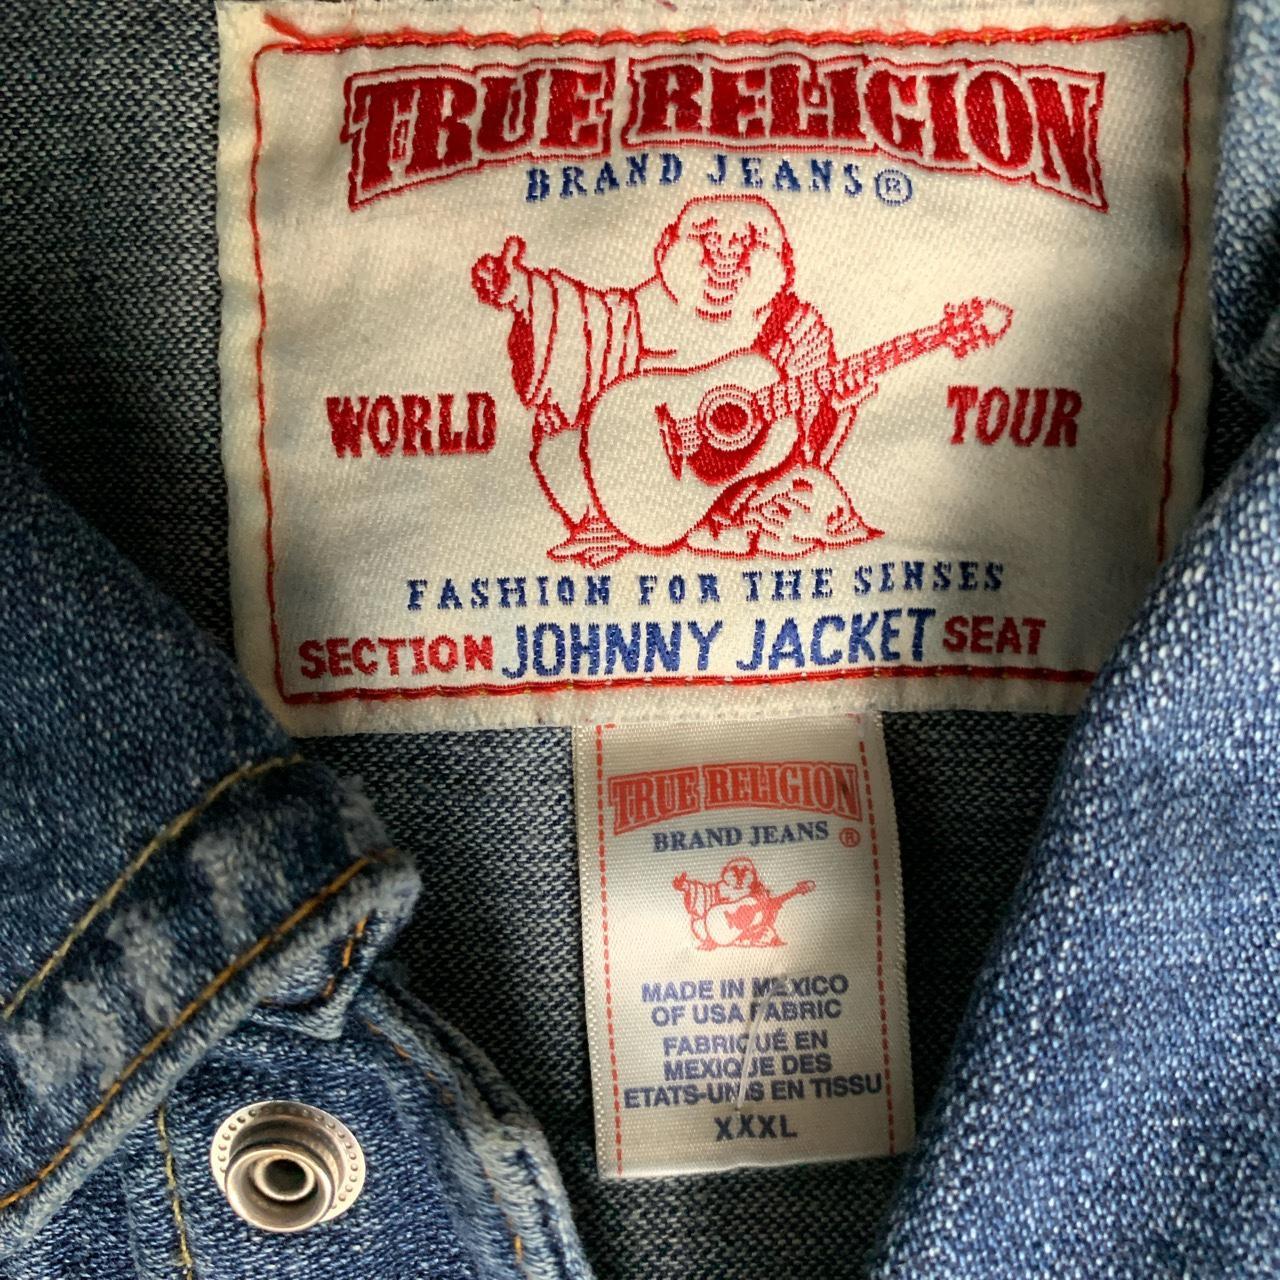 TRUE RELIGION
BRAND JEANS®
WORLD TOUR
FASHION FOR THE SENSES
SECTION JOHNNY JACKET SEAT
TRUE RELIGION
BRAND JEANS ®
MADE IN MEXICO
OF USA FABRIC
FABRIQUÉ EN
MEXIQUE DES
ETATS-UNIS EN TISSU
XXXL